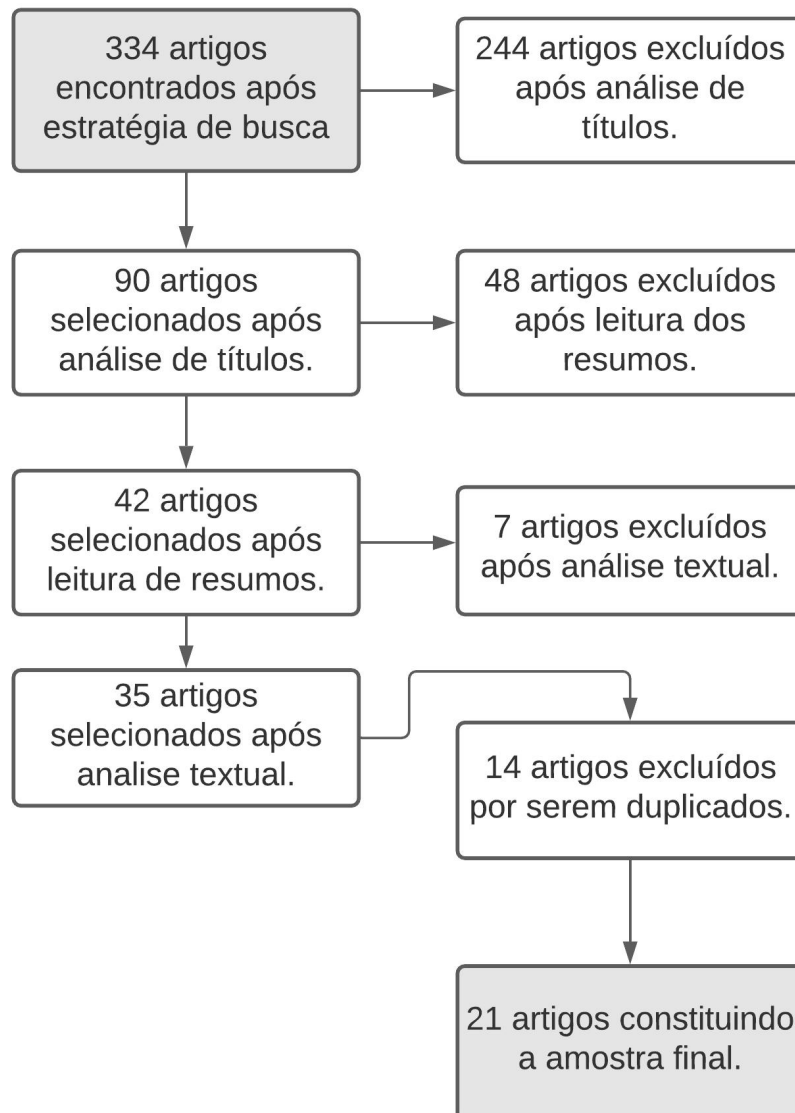 334 artigos
encontrados após
estratégia de busca
244 artigos excluídos
após análise de
títulos.
90 artigos
selecionados após
análise de títulos.
48 artigos excluídos
após leitura dos
resumos.
42 artigos
selecionados após
leitura de resumos.
7 artigos excluídos
após análise textual.
35 artigos
selecionados após
analise textual.
14 artigos excluídos
por serem duplicados.
21 artigos constituindo
a amostra final.